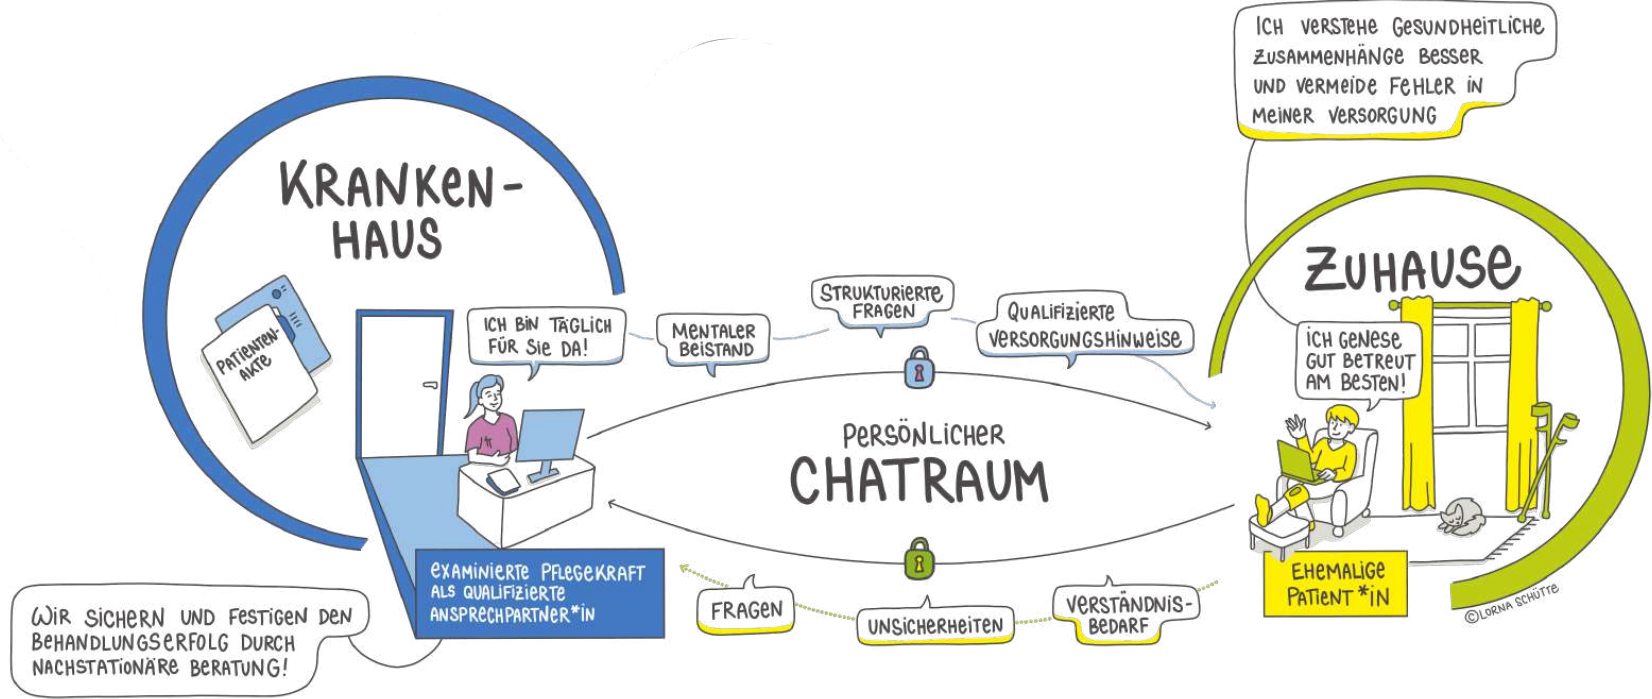 ICH VERSTEHE GESUNDHEITLICHE
ZUSAMMENHÄNGE BESSER
UND VERMEIDE FEHLER IN
MEINER VERSORGUNG
KRANKEN-
HAUS
PATIENTEN-
AKTE
ICH BIN TÄGLICH
FÜR SIE DA!
MENTALER
BEISTAND
STRUKTURIERTE
FRAGEN
QUALIFIZIERTE
VERSORGUNGSHINWEISE
ZUHAUSE
ICH GENESE
GUT BETREUT
AM BESTEN!
PERSÖNLICHER
CHATRAUM
EXAMINIERTE PFLEGEKRAFT
ALS QUALIFIZIERTE
ANSPRECHPARTNER*IN
WIR SICHERN UND FESTIGEN DEN
BEHANDLUNGSERFOLG DURCH
NACHSTATIONÄRE BERATUNG!
FRAGEN
UNSICHERHEITEN
VERSTÄNDNIS-
BEDARF
EHEMALIGE
PATIENT*IN
©LORNA SCHÜTTE